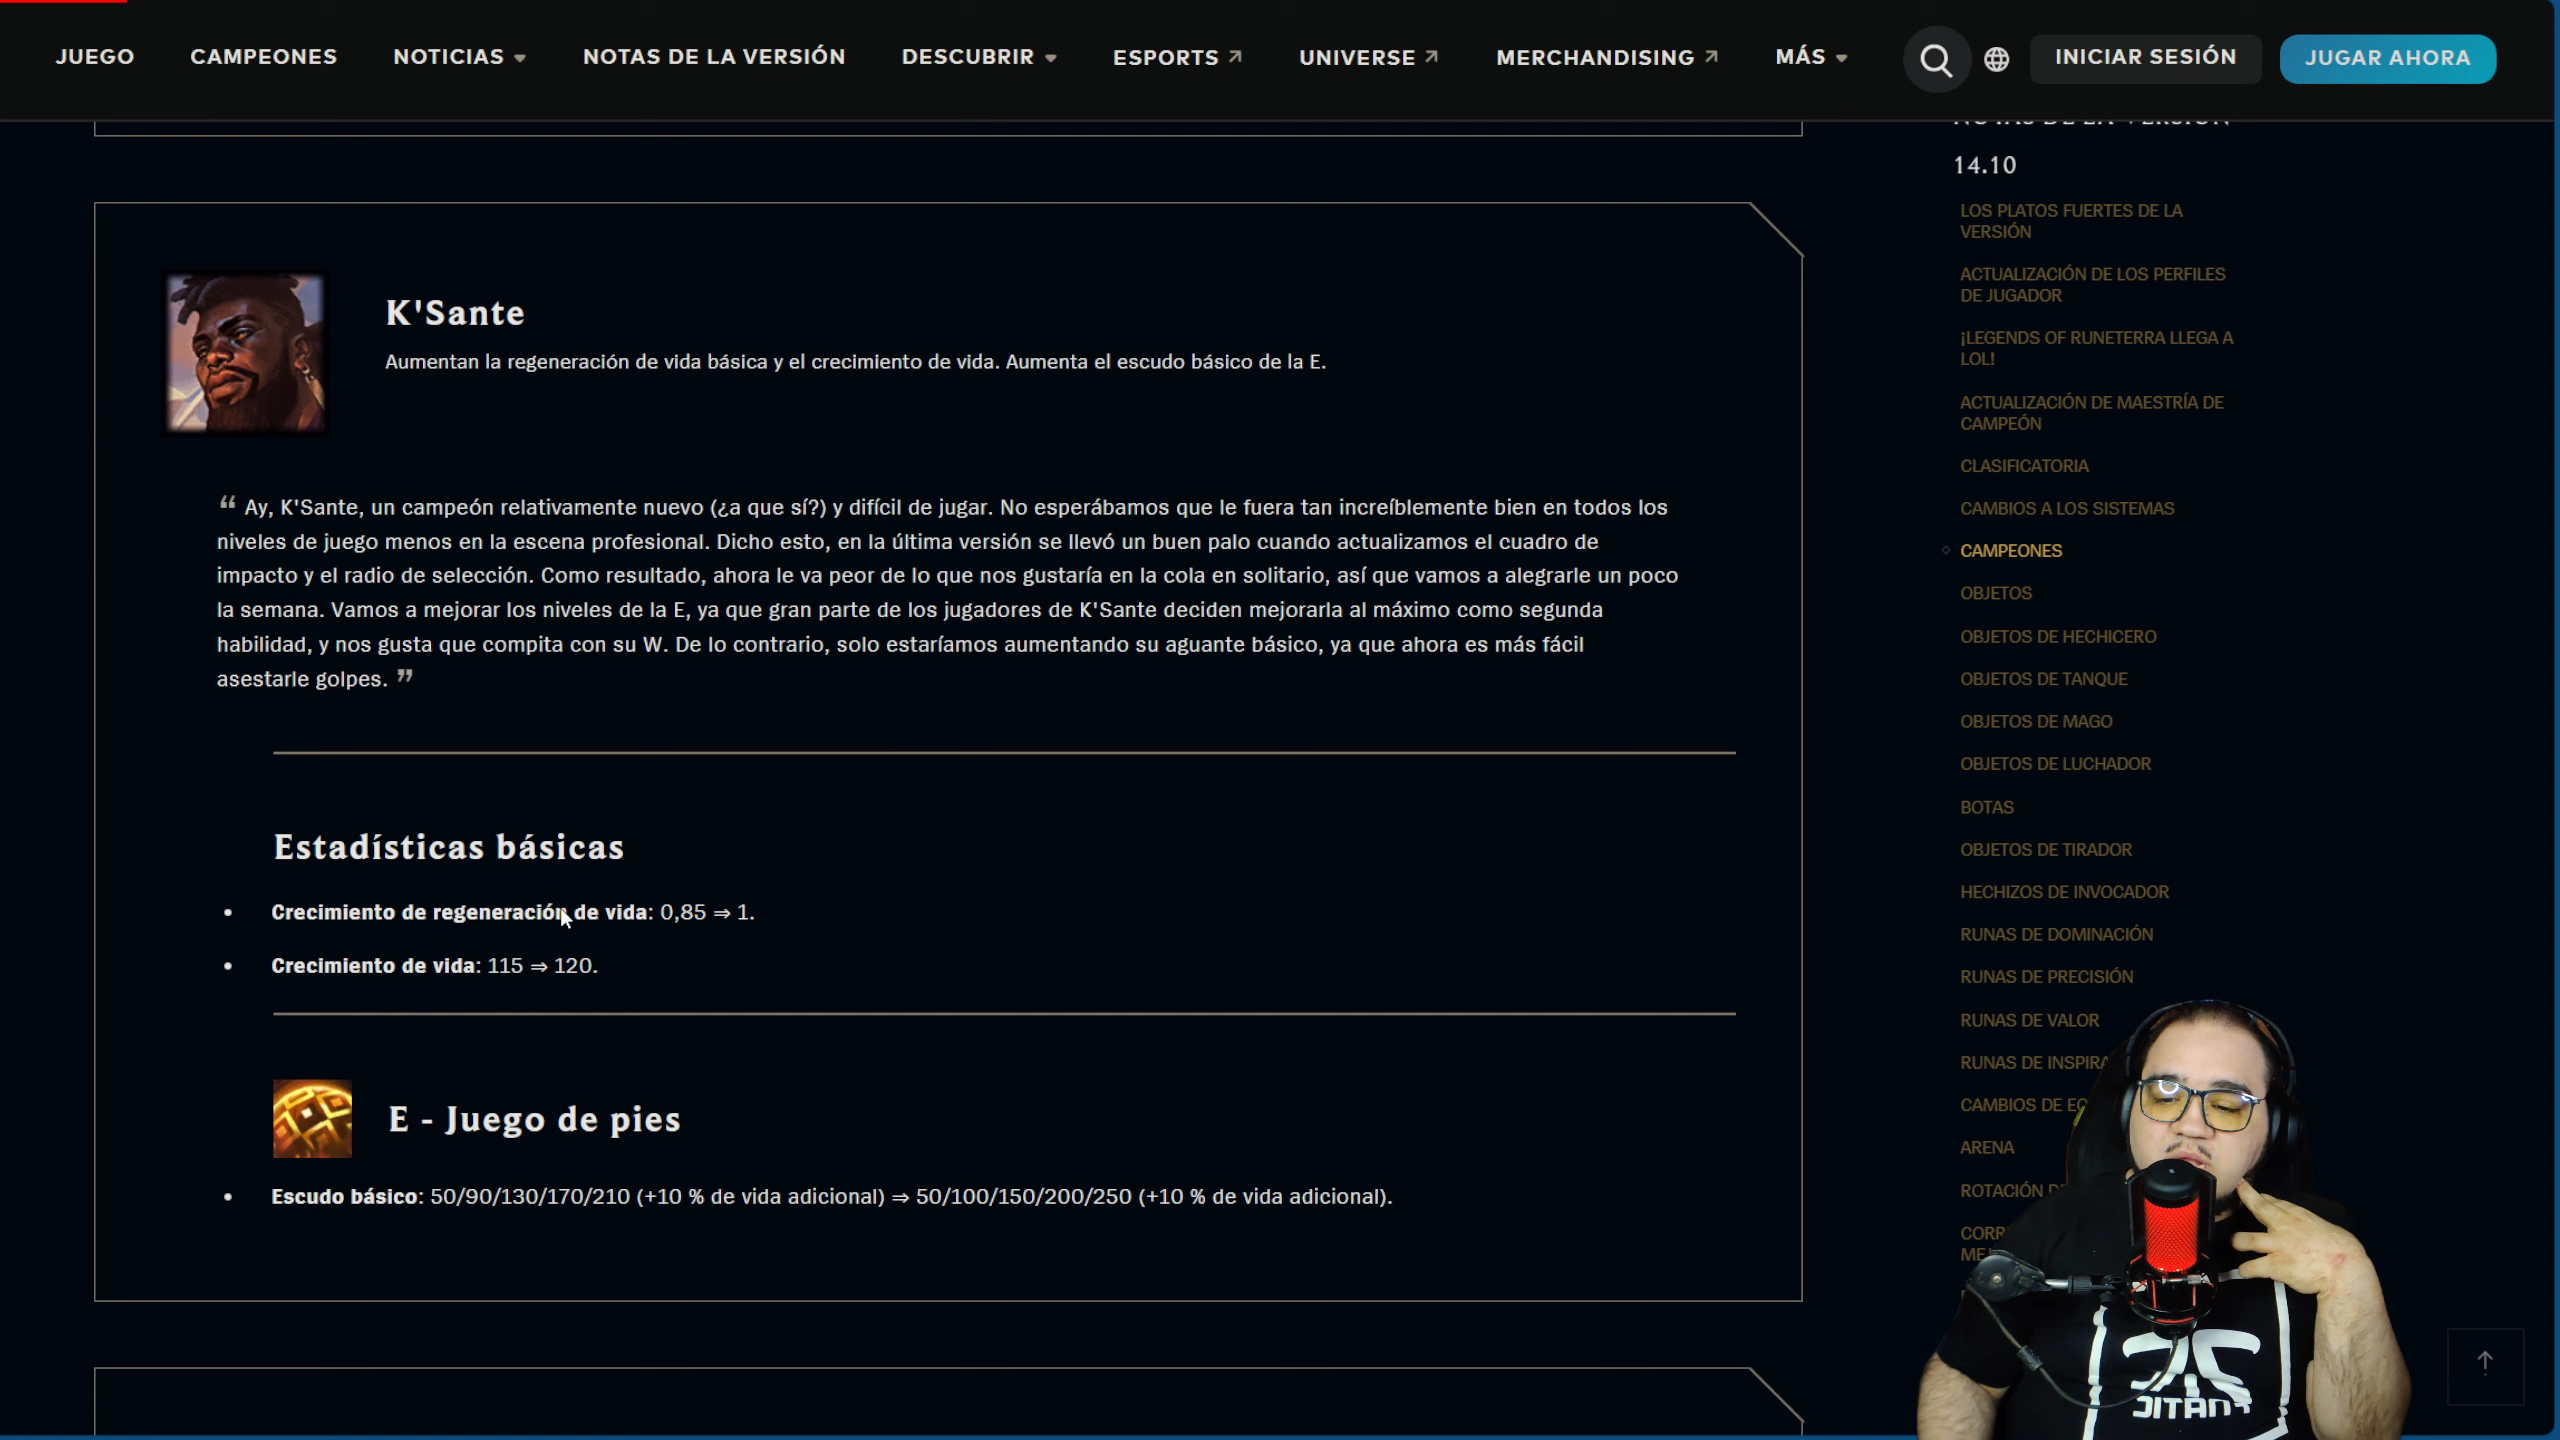 JUEGO CAMPEONES NOTICIAS NOTAS DE LA VERSIÓN DESCUBRIR ESPORTS UNIVERSE MERCHANDISING MÁS INICIAR SESIÓN JUGAR AHORA
K'Sante
Aumentan la regeneración de vida básica y el crecimiento de vida. Aumenta el escudo básico de la E.
“ Ay, K'Sante, un campeón relativamente nuevo (¿a que sí?) y difícil de jugar. No esperábamos que le fuera tan increíblemente bien en todos los
niveles de juego menos en la escena profesional. Dicho esto, en la última versión se llevó un buen palo cuando actualizamos el cuadro de
impacto y el radio de selección. Como resultado, ahora le va peor de lo que nos gustaría en la cola en solitario, así que vamos a alegrarle un poco
la semana. Vamos a mejorar los niveles de la E, ya que gran parte de los jugadores de K'Sante deciden mejorarla al máximo como segunda
habilidad, y nos gusta que compita con su W. De lo contrario, solo estaríamos aumentando su aguante básico, ya que ahora es más fácil
asestarle golpes. ”
Estadísticas básicas
• Crecimiento de regeneración de vida: 0,85 ⇒ 1.
• Crecimiento de vida: 115 ⇒ 120.
E - Juego de pies
• Escudo básico: 50/90/130/170/210 (+10 % de vida adicional) ⇒ 50/100/150/200/250 (+10 % de vida adicional).
NOTAS DE LA VERSIÓN
14.10
LOS PLATOS FUERTES DE LA
VERSIÓN
ACTUALIZACIÓN DE LOS PERFILES
DE JUGADOR
¡LEGENDS OF RUNETERRA LLEGA A
LOL!
ACTUALIZACIÓN DE MAESTRÍA DE
CAMPEÓN
CLASIFICATORIA
CAMBIOS A LOS SISTEMAS
CAMPEONES
OBJETOS
OBJETOS DE HECHICERO
OBJETOS DE TANQUE
OBJETOS DE MAGO
OBJETOS DE LUCHADOR
BOTAS
OBJETOS DE TIRADOR
HECHIZOS DE INVOCADOR
RUNAS DE DOMINACIÓN
RUNAS DE PRECISIÓN
RUNAS DE VALOR
RUNAS DE
CAMBIOS DE
ARENA
ROTACIÓN